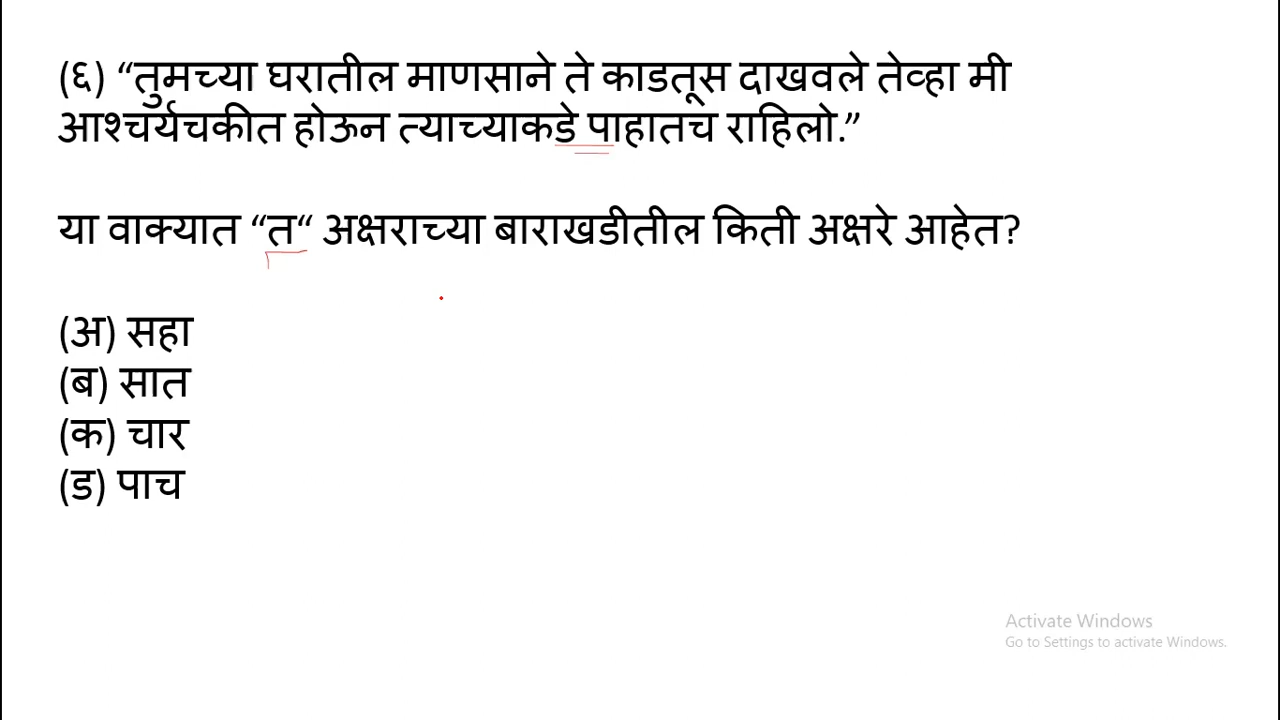 (६) “तुमच्या घरातील माणसाने ते काडतूस दाखवले तेव्हा मी
आश्चर्यचकीत होऊन त्याच्याकडे पाहातच राहिलो.”
या वाक्यात “त“ अक्षराच्या बाराखडीतील किती अक्षरे आहेत?
(अ) सहा
(ब) सात
(क) चार
(ड) पाच
Activate Windows
Go to Settings to activate Windows.